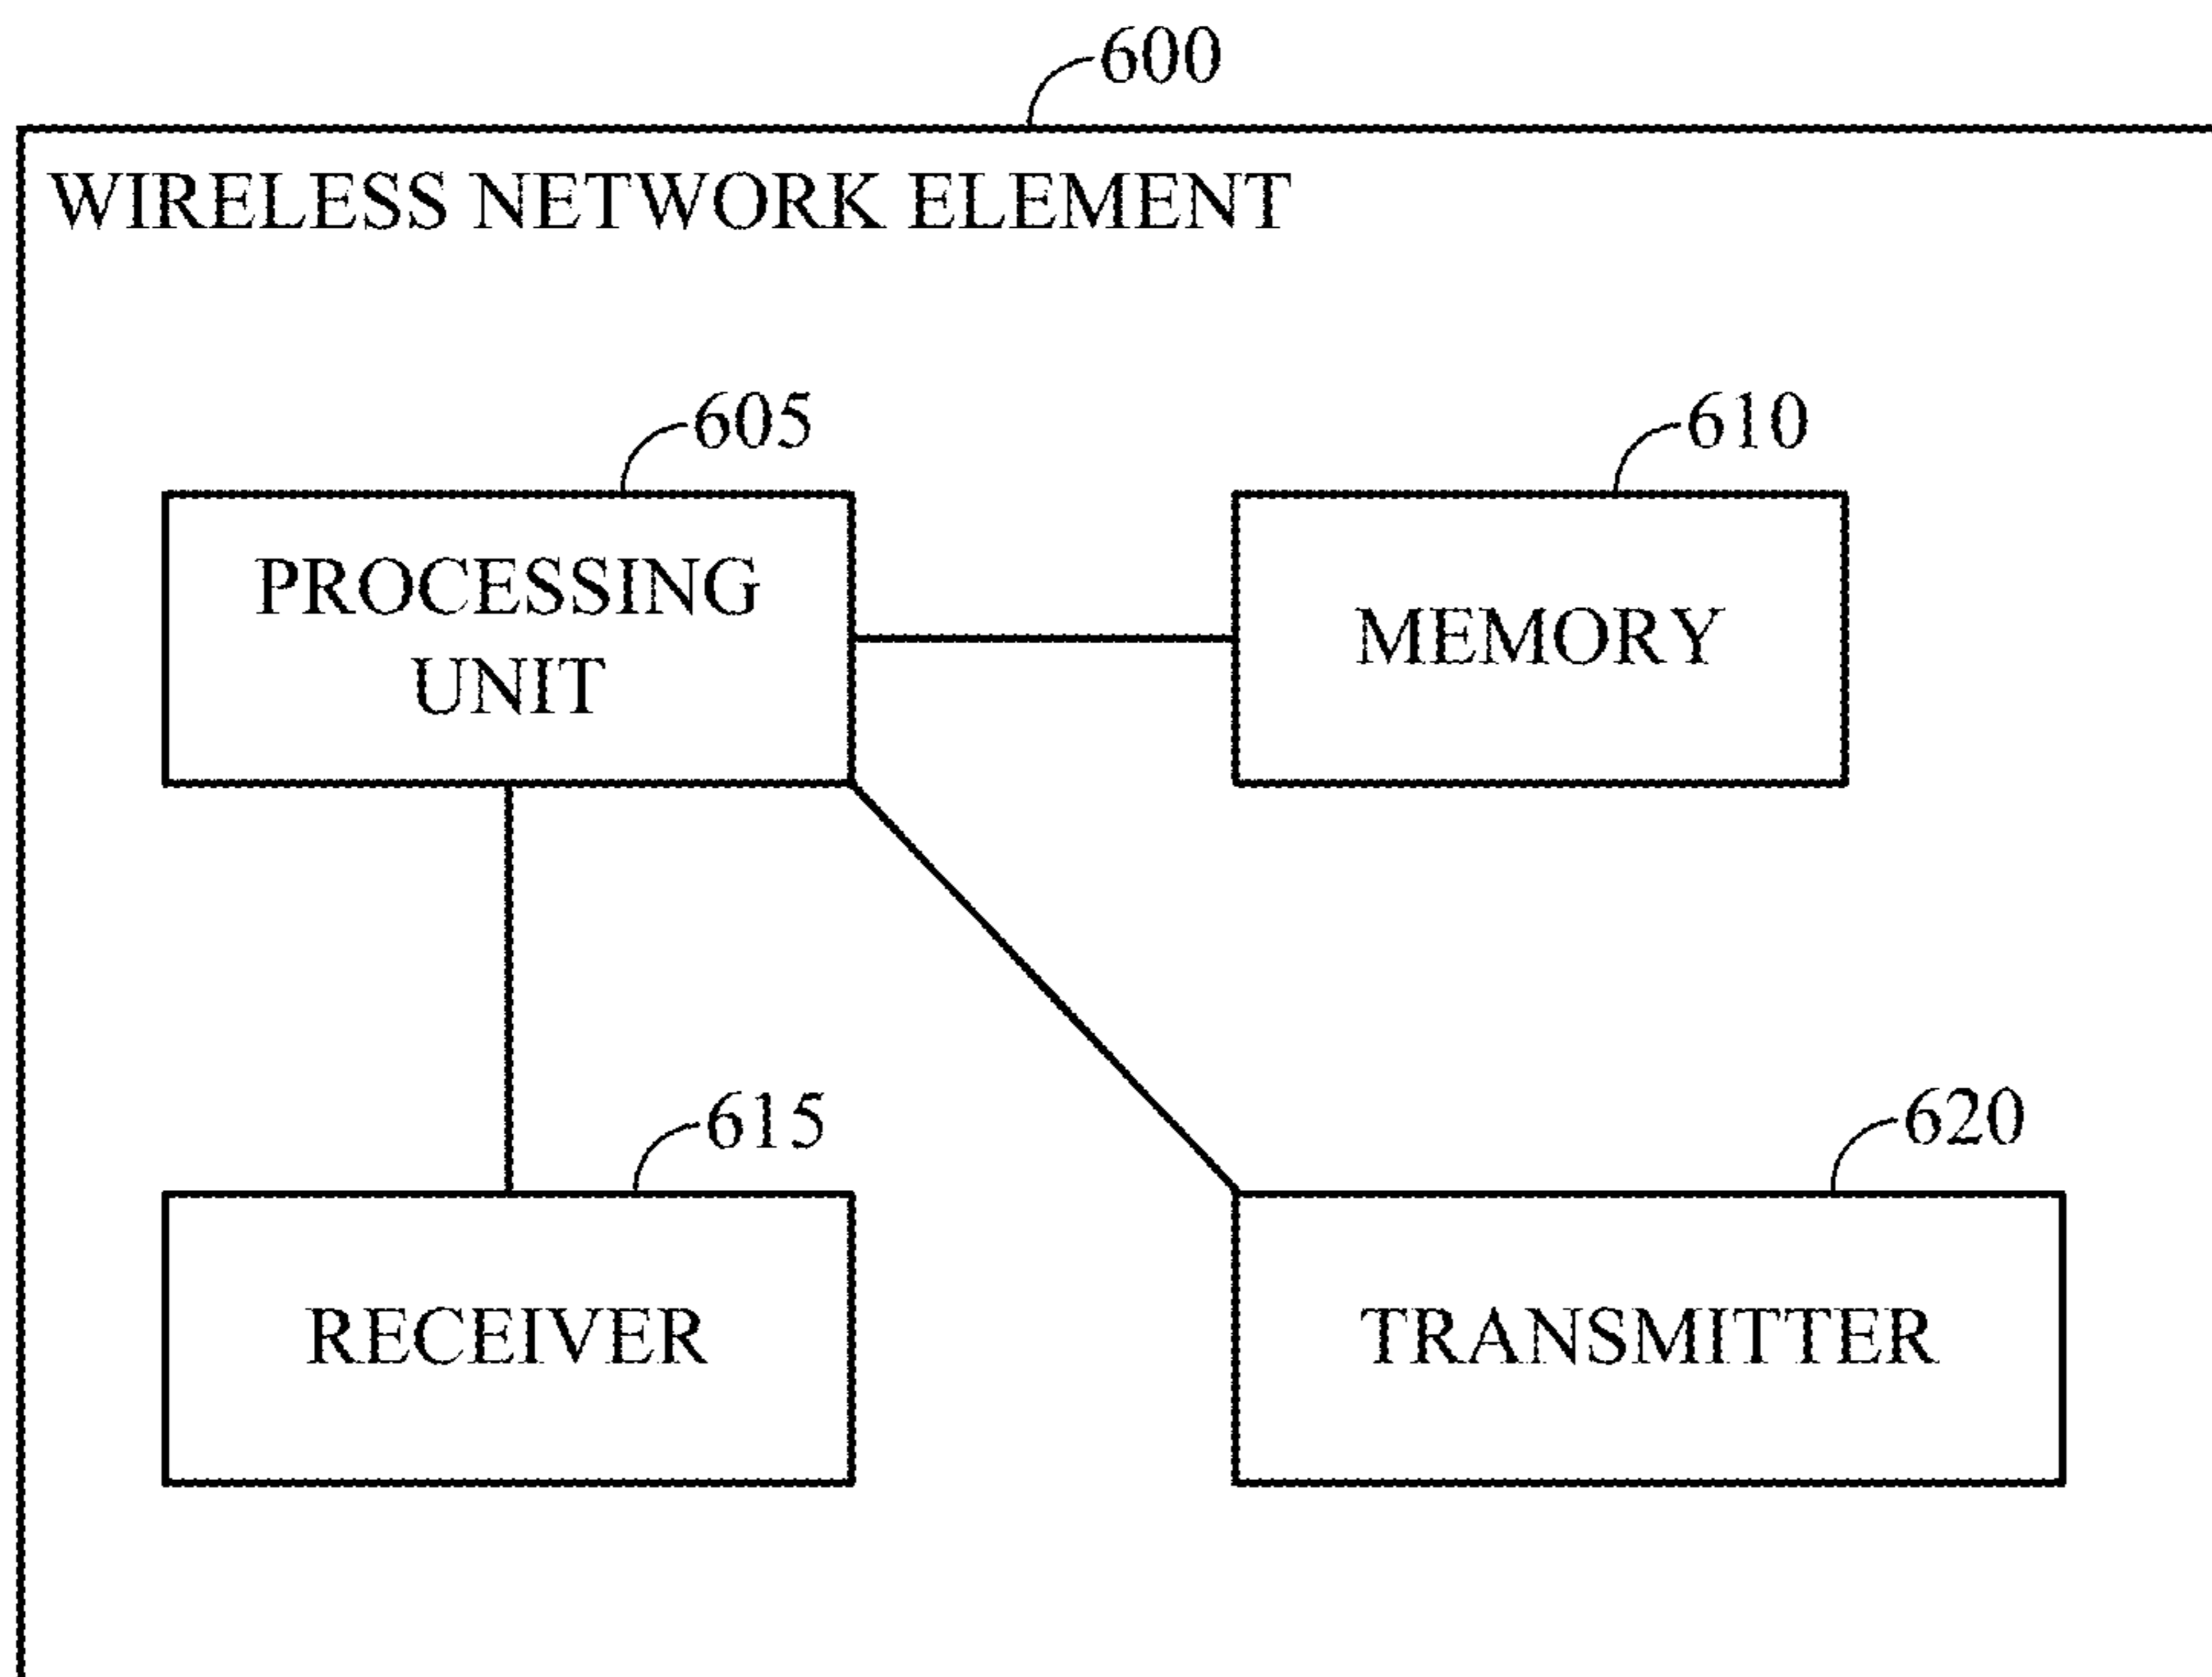 600
WIRELESS NETWORK ELEMENT
605
610
PROCESSING
UNIT
MEMORY
615
620
RECEIVER
TRANSMITTER